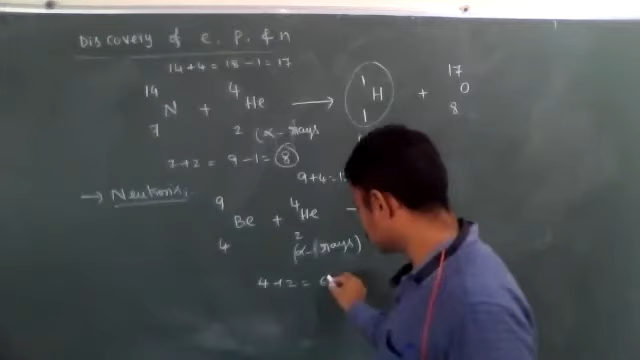 Discovery of e, p, & n
14+4 = 18-1 = 17
14 4 1 17
N + He → H + O
7 2 1 8
(α- rays
7+2 = 9-1 = 8
9+4 = 1
→ Neutrons:
9 4
Be + He -
4 2
(α- rays)
4+2 = 6